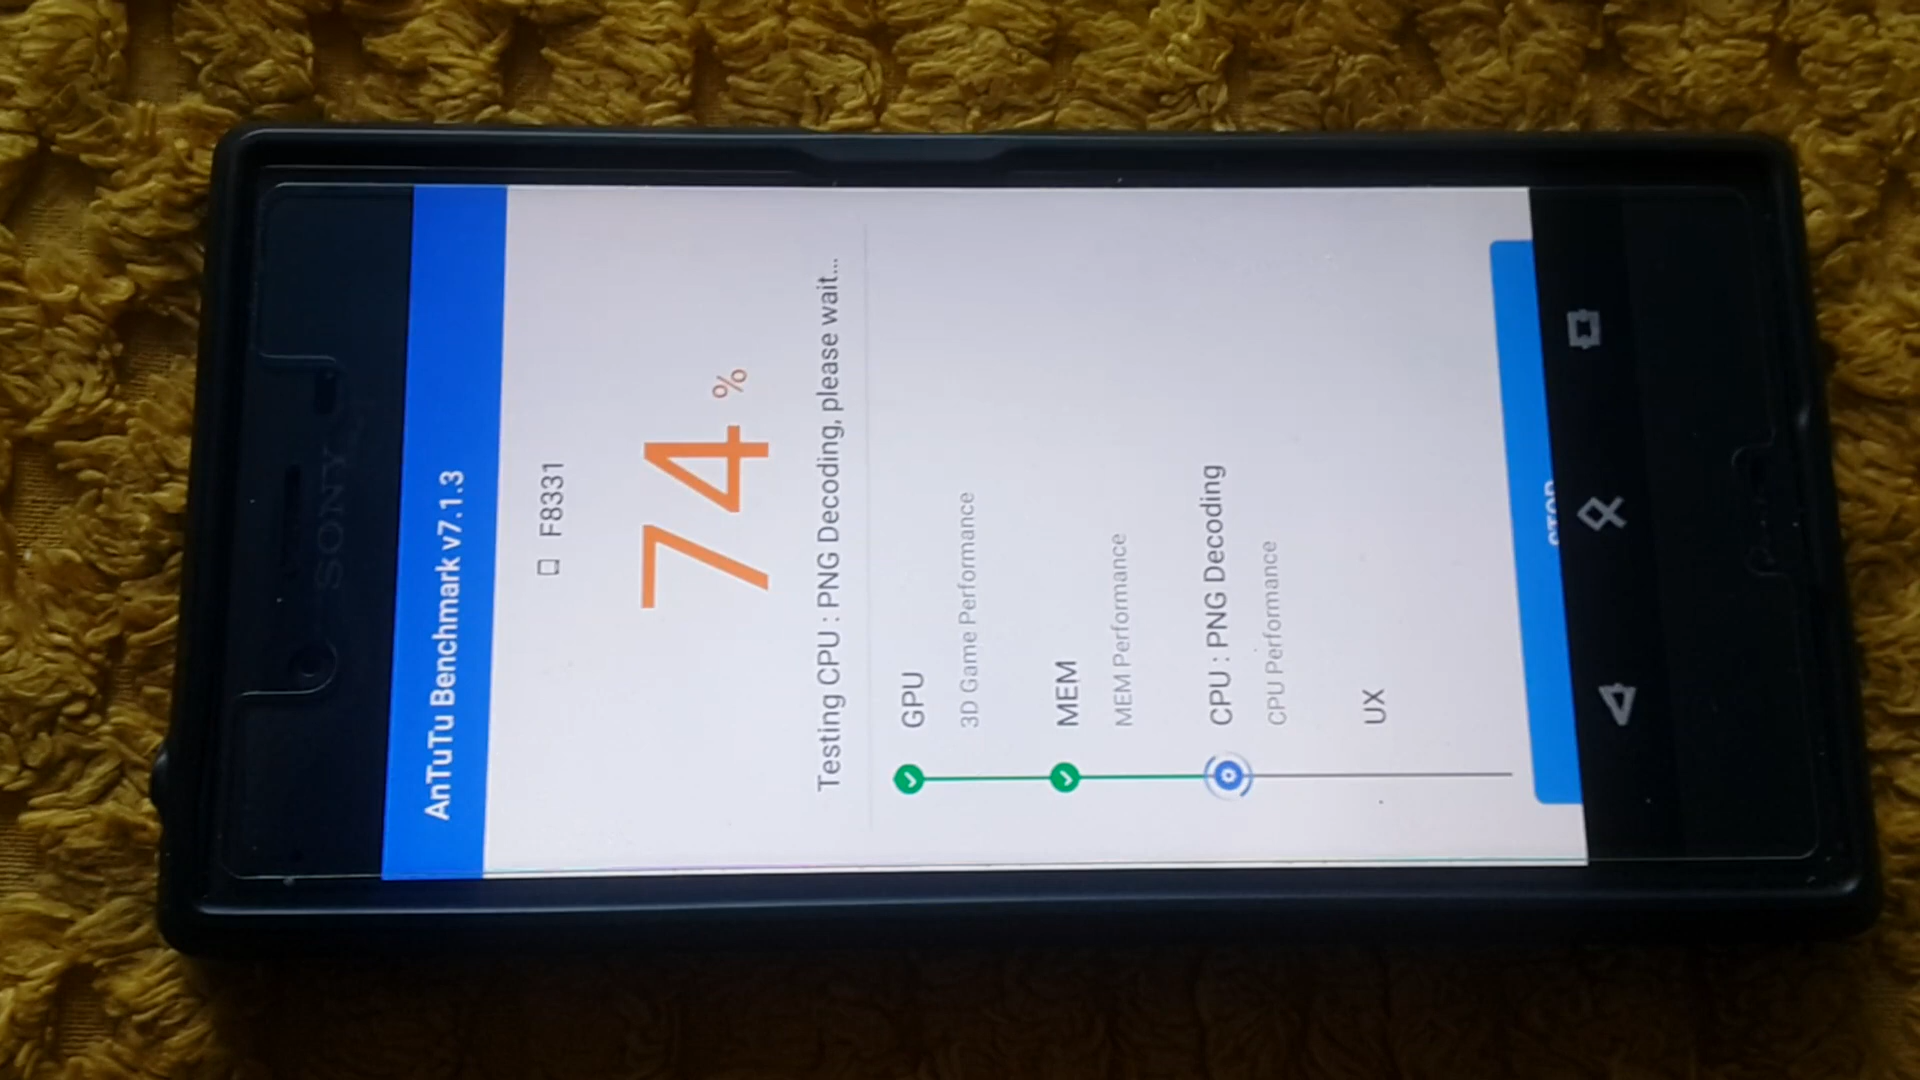 SONY
AnTuTu Benchmark v7.1.3
F8331
74 %
Testing CPU : PNG Decoding, please wait...
GPU
3D Game Performance
MEM
MEM Performance
CPU : PNG Decoding
CPU Performance
UX